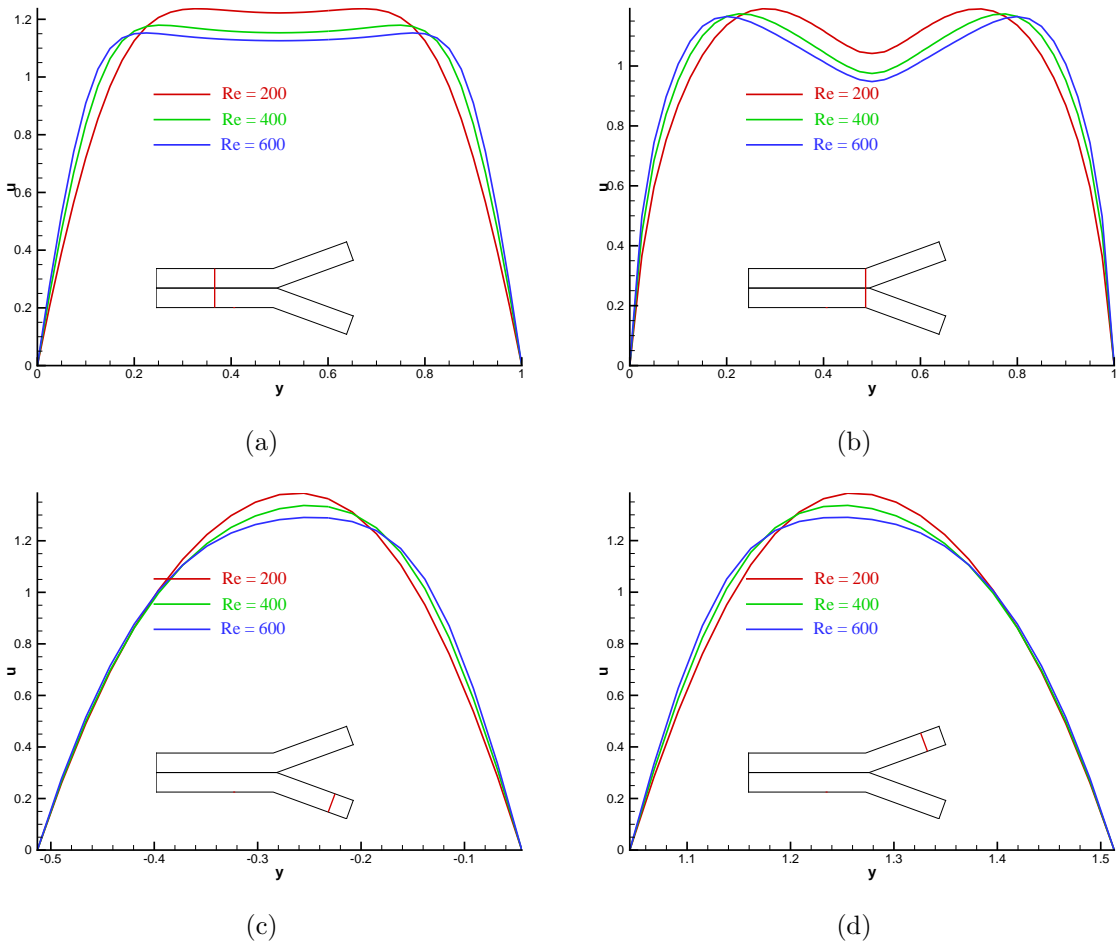 u
1.2
1
0.8
0.6
0.4
0.2
0
Re = 200
Re = 400
Re = 600
0 0.2 0.4 0.6 0.8 1
y
(a)
u
1
0.8
0.6
0.4
0.2
0
Re = 200
Re = 400
Re = 600
0 0.2 0.4 0.6 0.8 1
y
(b)
u
1.2
1
0.8
0.6
0.4
0.2
0
Re = 200
Re = 400
Re = 600
-0.5 -0.4 -0.3 -0.2 -0.1
y
(c)
u
1.2
1
0.8
0.6
0.4
0.2
0
Re = 200
Re = 400
Re = 600
1.1 1.2 1.3 1.4 1.5
y
(d)